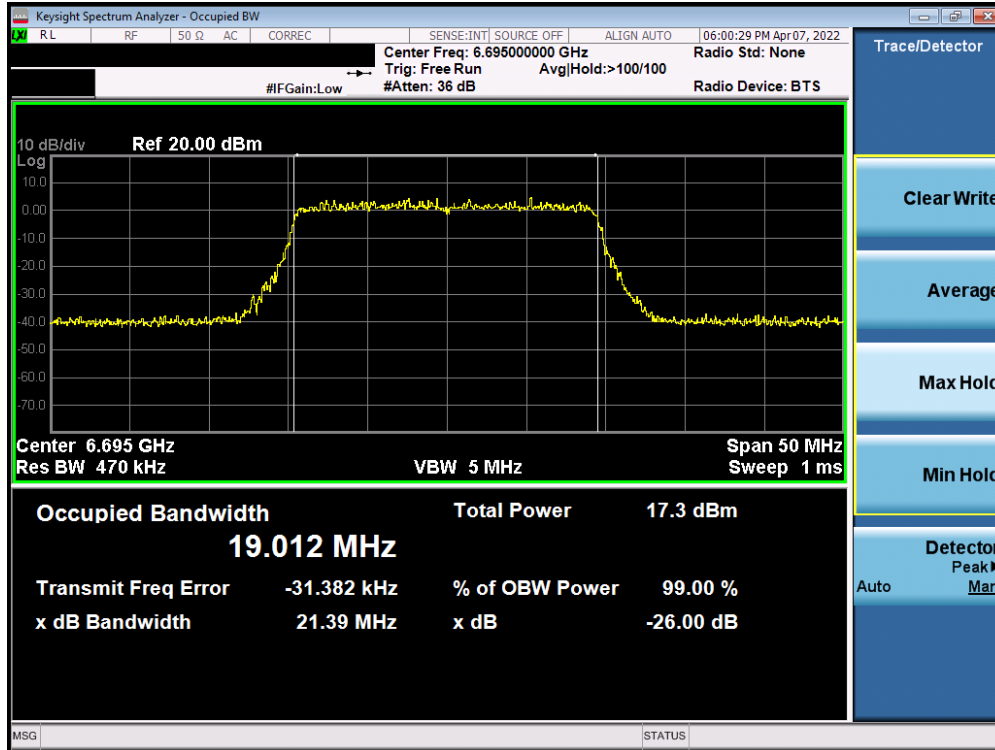 Keysight Spectrum Analyzer - Occupied BW
LXI RL RF 50 Ω AC CORREC SENSE:INT SOURCE OFF ALIGN AUTO 06:00:29 PM Apr 07, 2022
Center Freq: 6.695000000 GHz Radio Std: None
Trig: Free Run Avg|Hold:>100/100
#IFGain:Low #Atten: 36 dB Radio Device: BTS
10 dB/div Ref 20.00 dBm
Log
10.0
0.00
-10.0
-20.0
-30.0
-40.0
-50.0
-60.0
-70.0
Center 6.695 GHz Span 50 MHz
Res BW 470 kHz VBW 5 MHz Sweep 1 ms
Occupied Bandwidth Total Power 17.3 dBm
19.012 MHz
Transmit Freq Error -31.382 kHz % of OBW Power 99.00 %
x dB Bandwidth 21.39 MHz x dB -26.00 dB
MSG STATUS
Trace/Detector
Clear Write
Average
Max Hold
Min Hold
Detector
Peak
Auto Man